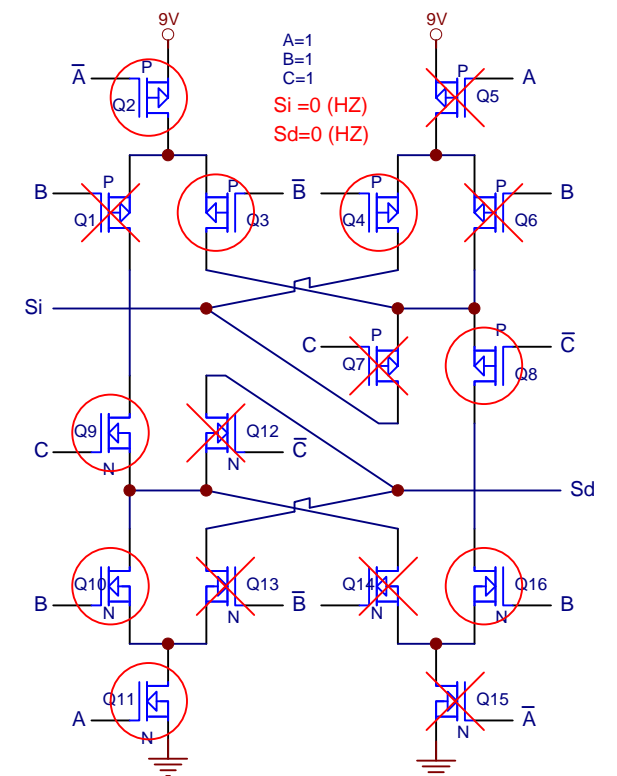 9V
9V
A=1
B=1
C=1
Si =0 (HZ)
Sd=0 (HZ)
A̅ P Q2
P A Q5
B P Q1
P B̅ Q3
P Q4
P B Q6
Si
C P Q7
P C̅ Q8
Q9 C N
Q12 C̅ N
Sd
Q10 B N
Q13 B̅ N
Q14 N
Q16 B N
Q11 A N
Q15 A̅ N